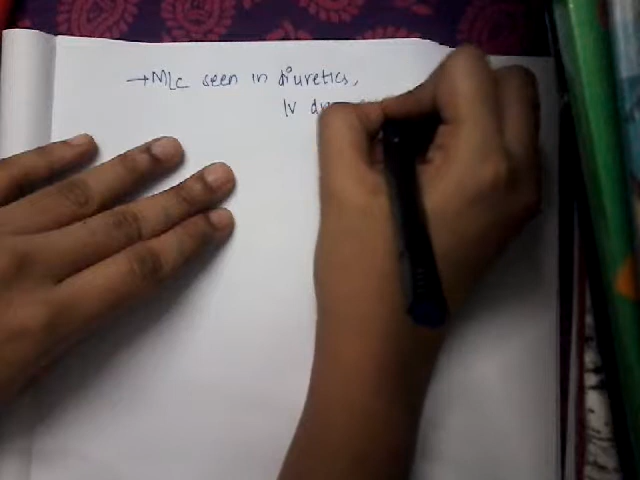 → MLC seen in diuretics,
IV